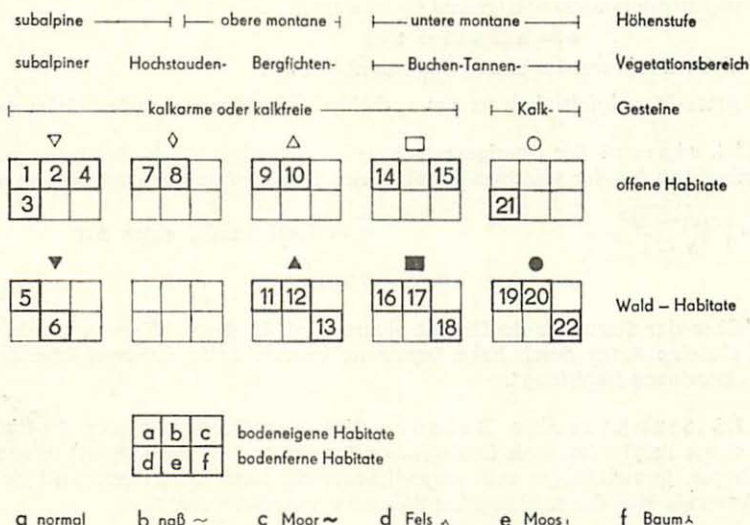 subalpine obere montane untere montane Höhenstufe
subalpiner Hochstauden- Bergfichten- Buchen-Tannen- Vegetationsbereich
kalkarme oder kalkfreie Kalk- Gesteine
▽ ◊ △ □ ○
1 2 4 7 8 9 10 14 15 offene Habitate
3 21
▼ ▲ ■ ●
5 11 12 16 17 19 20 Wald – Habitate
6 13 18 22
a b c bodeneigene Habitate
d e f bodenferne Habitate
a normal b naß ~ c Moor ~ d Fels ^ e Moos ı f Baum ⅄